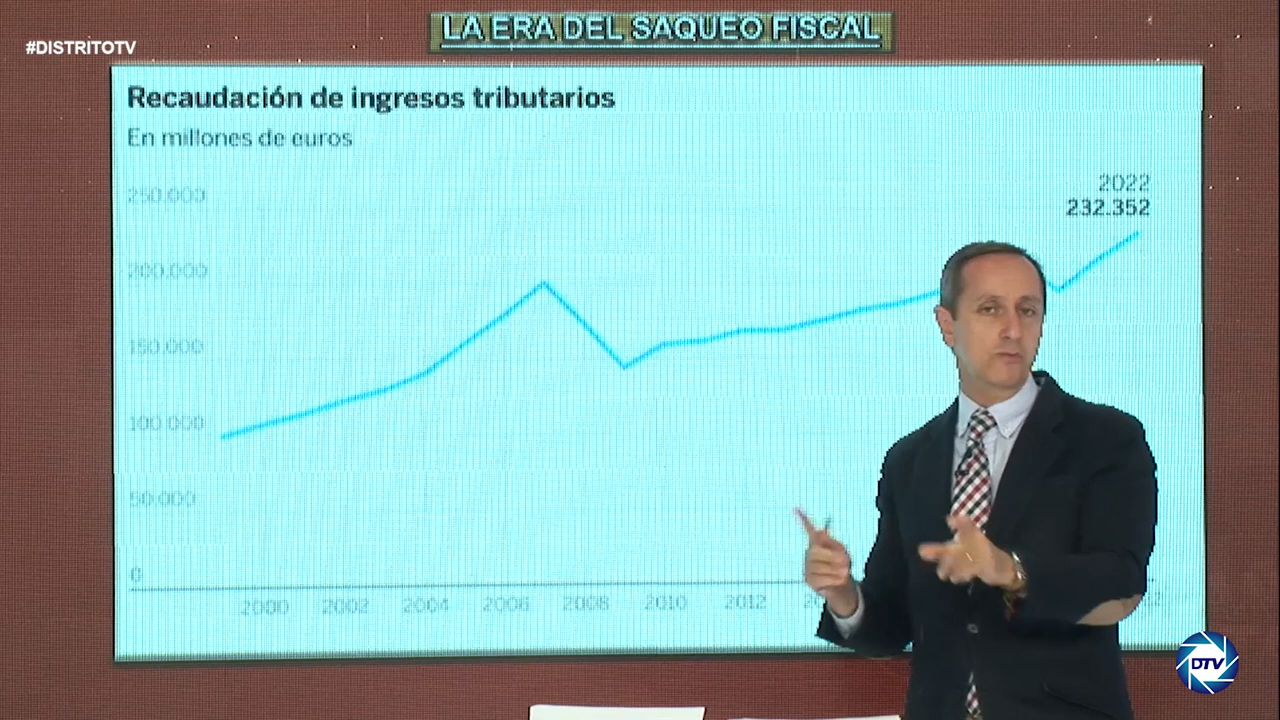 LA ERA DEL SAQUEO FISCAL
#DISTRITOTV
Recaudación de ingresos tributarios
En millones de euros
250.000
2022
232.352
200.000
150.000
100.000
50.000
0
2000 2002 2004 2006 2008 2010 2012
DTV